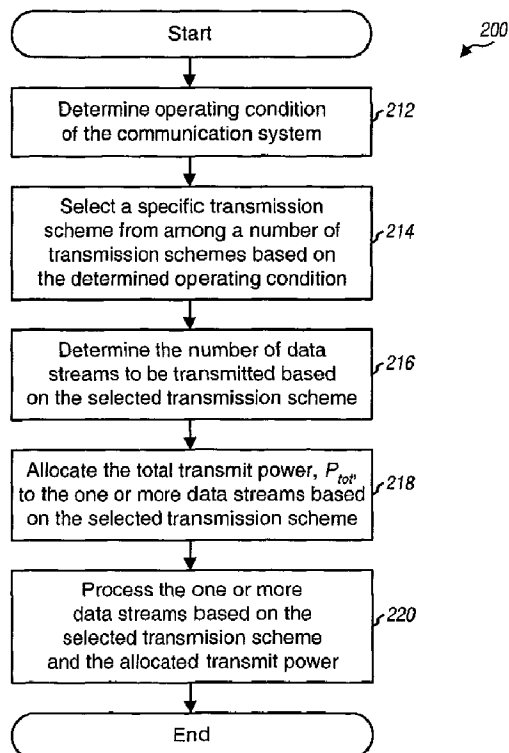 Start
200
Determine operating condition
of the communication system
212
Select a specific transmission
scheme from among a number of
transmission schemes based on
the determined operating condition
214
Determine the number of data
streams to be transmitted based
on the selected transmission scheme
216
Allocate the total transmit power, P_tot,
to the one or more data streams based
on the selected transmission scheme
218
Process the one or more
data streams based on the
selected transmision scheme
and the allocated transmit power
220
End